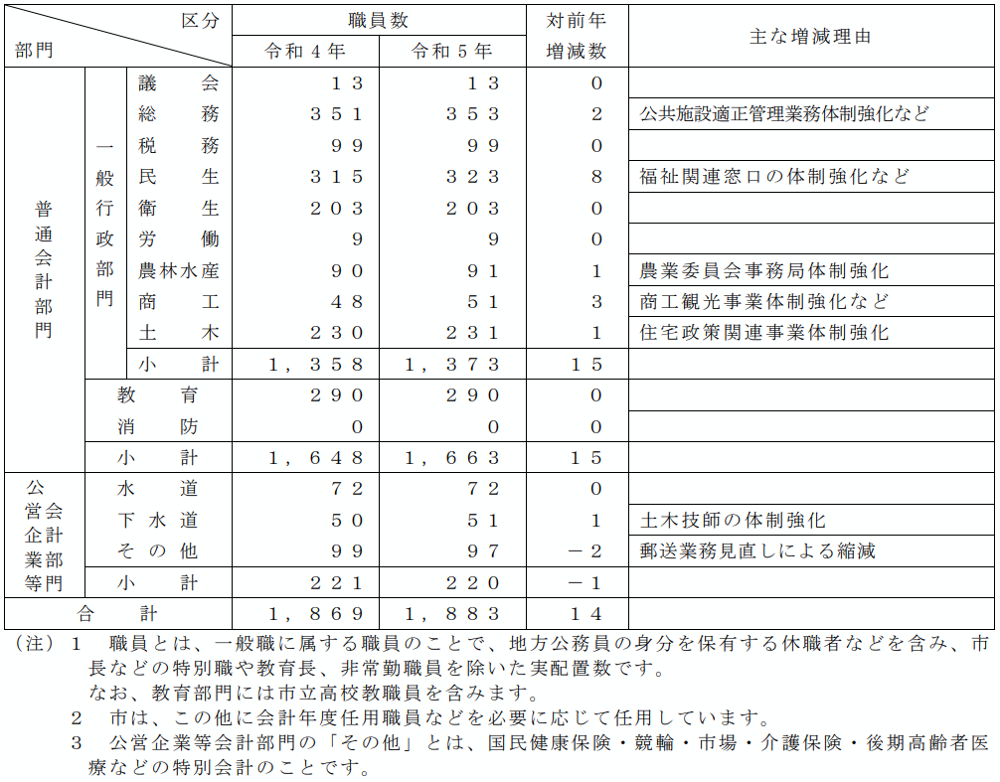 区分 職員数 対前年増減数 主な増減理由
部門 令和４年 令和５年
普通会計部門
一般行政部門
議会 １３ １３ ０
総務 ３５１ ３５３ ２ 公共施設適正管理業務体制強化など
税務 ９９ ９９ ０
民生 ３１５ ３２３ ８ 福祉関連窓口の体制強化など
衛生 ２０３ ２０３ ０
労働 ９ ９ ０
農林水産 ９０ ９１ １ 農業委員会事務局体制強化
商工 ４８ ５１ ３ 商工観光事業体制強化など
土木 ２３０ ２３１ １ 住宅政策関連事業体制強化
小計 １，３５８ １，３７３ １５
教育 ２９０ ２９０ ０
消防 ０ ０ ０
小計 １，６４８ １，６６３ １５
公営企業等会計部門
水道 ７２ ７２ ０
下水道 ５０ ５１ １ 土木技師の体制強化
その他 ９９ ９７ －２ 郵送業務見直しによる縮減
小計 ２２１ ２２０ －１
合計 １，８６９ １，８８３ １４
（注）１　職員とは、一般職に属する職員のことで、地方公務員の身分を保有する休職者などを含み、市
長などの特別職や教育長、非常勤職員を除いた実配置数です。
なお、教育部門には市立高校教職員を含みます。
２　市は、この他に会計年度任用職員などを必要に応じて任用しています。
３　公営企業等会計部門の「その他」とは、国民健康保険・競輪・市場・介護保険・後期高齢者医
療などの特別会計のことです。